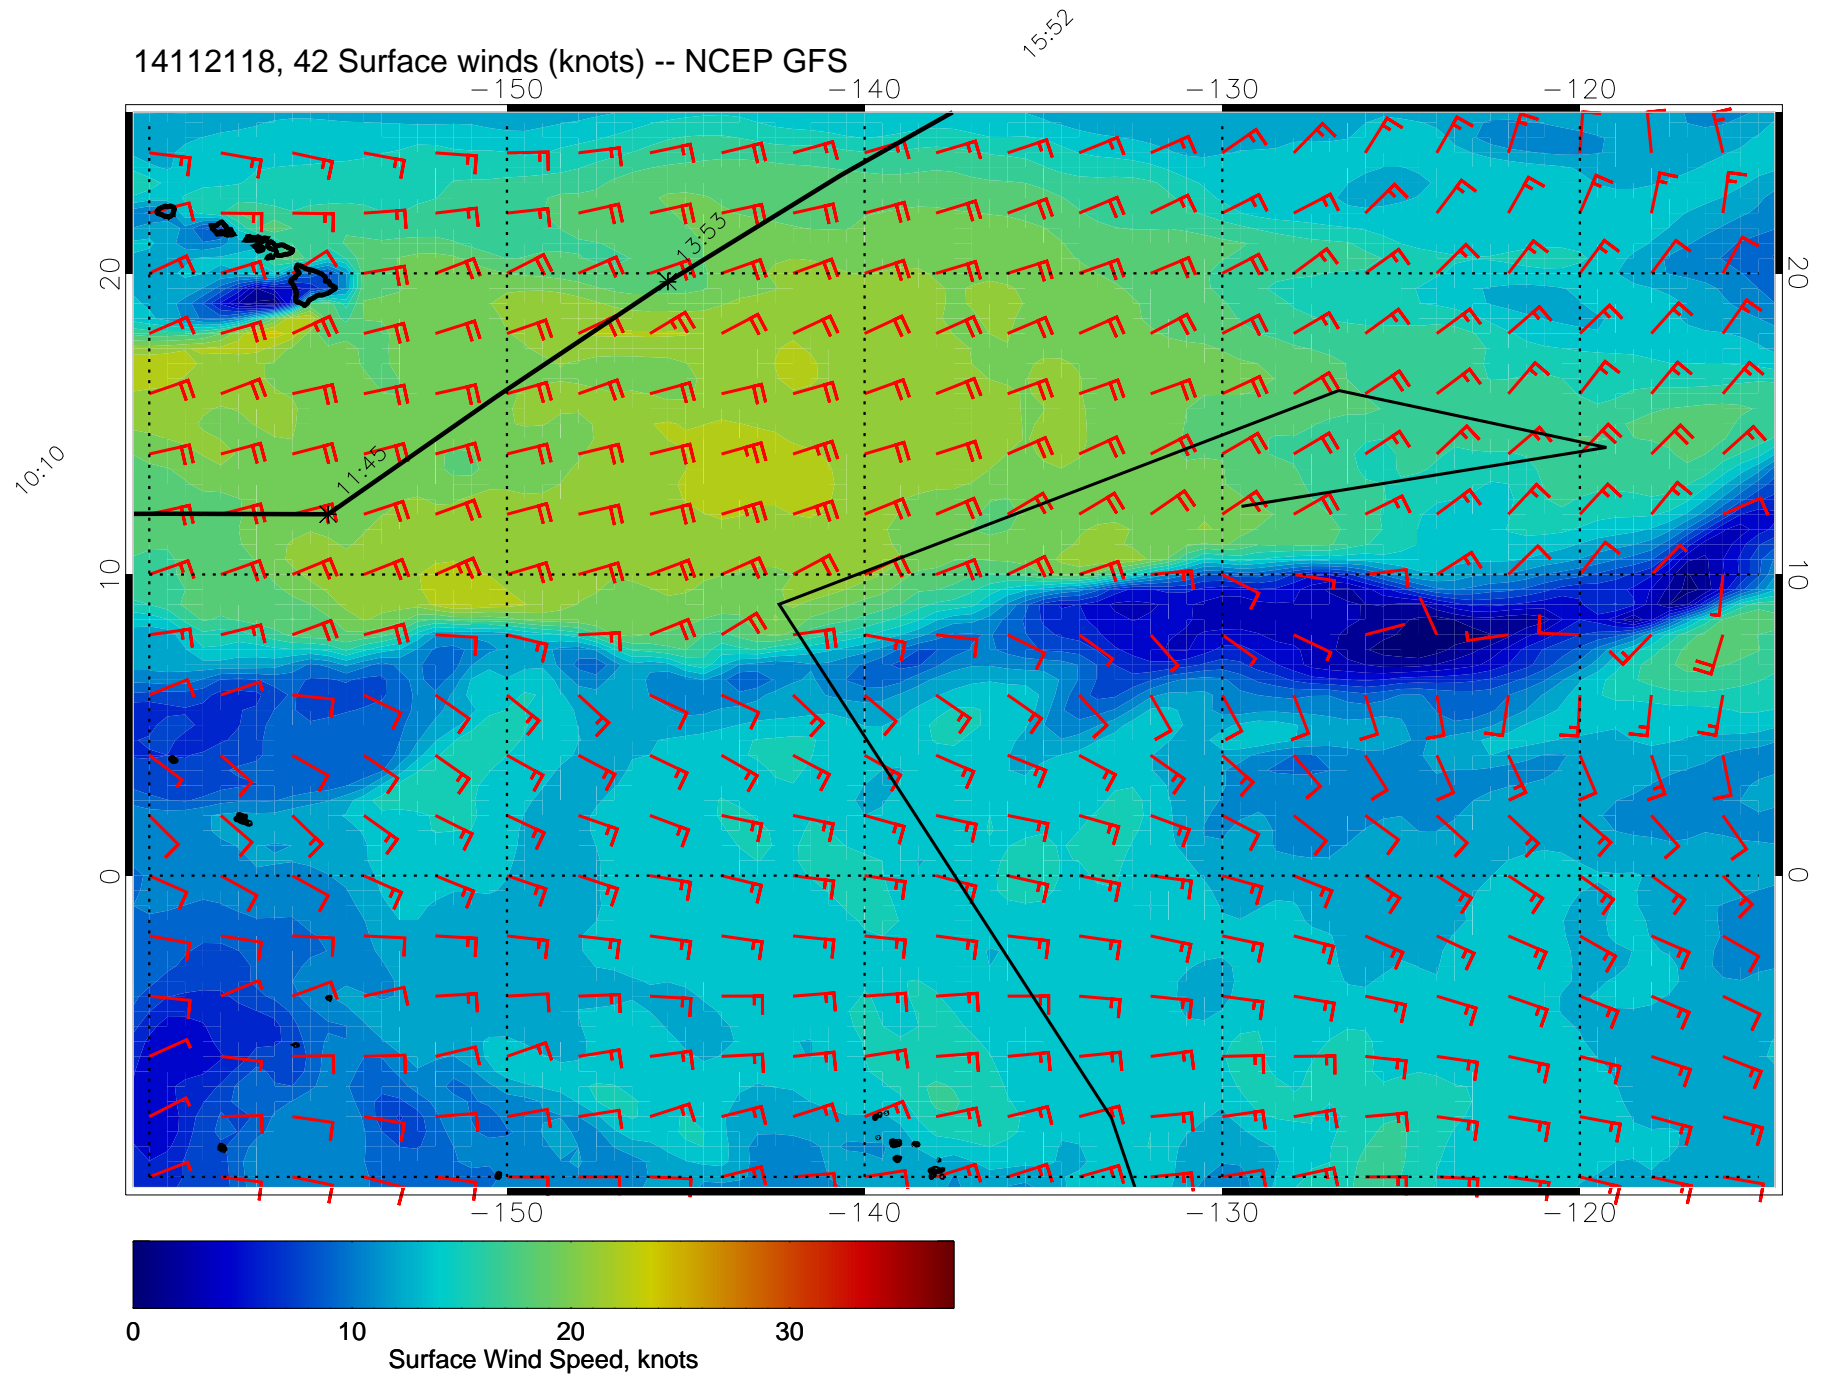 15:52
14112118, 42 Surface winds (knots) -- NCEP GFS
-150 -140 -130 -120
13:53
20 20
11:45
10:10
10 10
0 0
-150 -140 -130 -120
0 10 20 30
Surface Wind Speed, knots